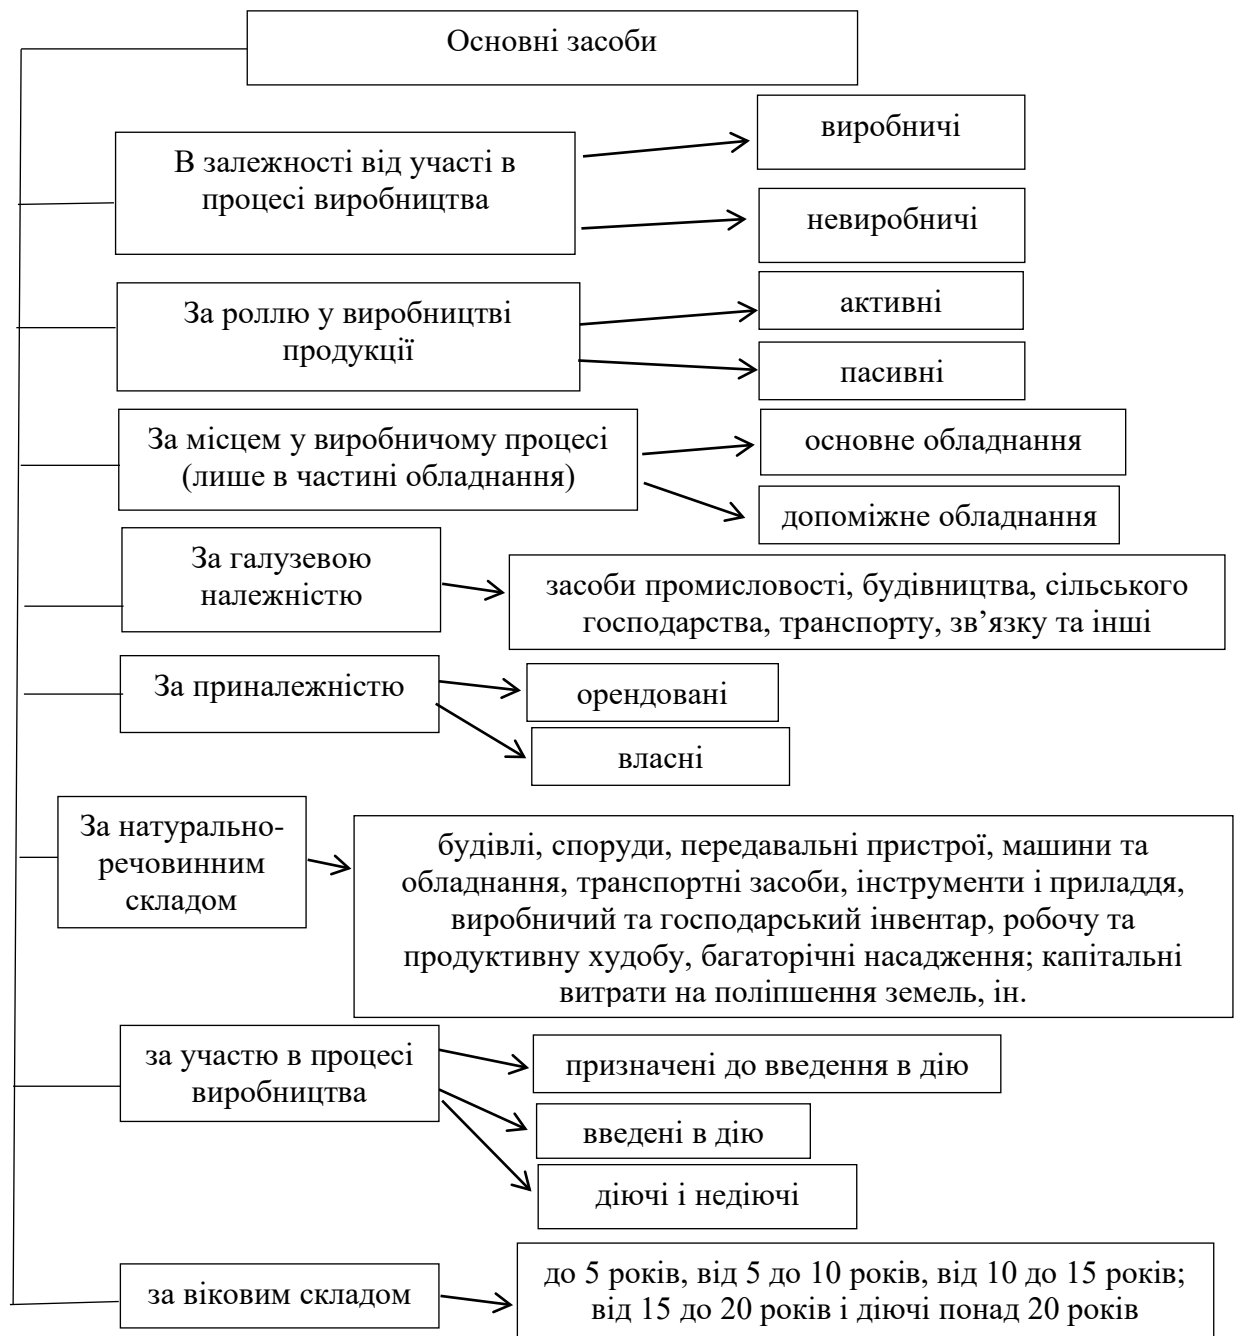 Основні засоби
В залежності від участі в
процесі виробництва
виробничі
невиробничі
За роллю у виробництві
продукції
активні
пасивні
За місцем у виробничому процесі
(лише в частині обладнання)
основне обладнання
допоміжне обладнання
За галузевою
належністю
засоби промисловості, будівництва, сільського
господарства, транспорту, зв’язку та інші
За приналежністю
орендовані
власні
За натурально-
речовинним
складом
будівлі, споруди, передавальні пристрої, машини та
обладнання, транспортні засоби, інструменти і приладдя,
виробничий та господарський інвентар, робочу та
продуктивну худобу, багаторічні насадження; капітальні
витрати на поліпшення земель, ін.
за участю в процесі
виробництва
призначені до введення в дію
введені в дію
діючі і недіючі
за віковим складом
до 5 років, від 5 до 10 років, від 10 до 15 років;
від 15 до 20 років і діючі понад 20 років